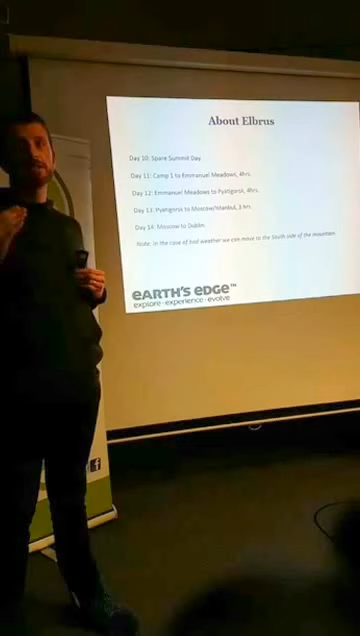 About Elbrus
Day 10: Spare Summit Day.
Day 11: Camp 1 to Emmanuel Meadows, 4hrs.
Day 12: Emmanuel Meadows to Pyatigorsk, 4hrs.
Day 13: Pyatigorsk to Moscow/Istanbul, 3 hrs.
Day 14: Moscow to Dublin.
Note: in the case of bad weather we can move to the South side of the mountain.
eARTH'S eDGe™
explore · experience · evolve
f